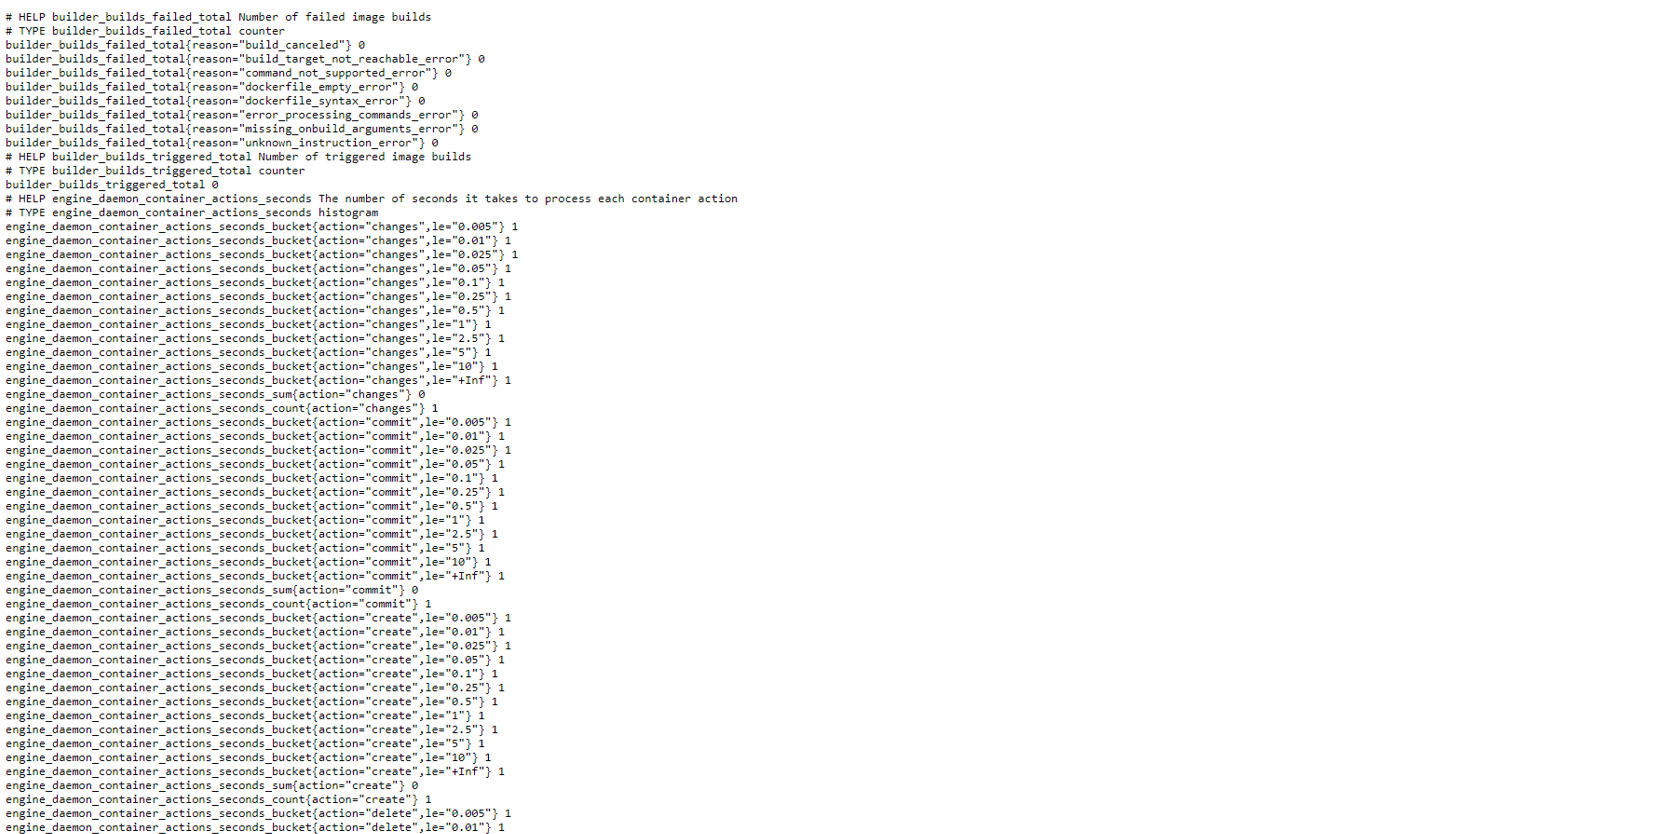 # HELP builder_builds_failed_total Number of failed image builds
# TYPE builder_builds_failed_total counter
builder_builds_failed_total{reason="build_canceled"} 0
builder_builds_failed_total{reason="build_target_not_reachable_error"} 0
builder_builds_failed_total{reason="command_not_supported_error"} 0
builder_builds_failed_total{reason="dockerfile_empty_error"} 0
builder_builds_failed_total{reason="dockerfile_syntax_error"} 0
builder_builds_failed_total{reason="error_processing_commands_error"} 0
builder_builds_failed_total{reason="missing_onbuild_arguments_error"} 0
builder_builds_failed_total{reason="unknown_instruction_error"} 0
# HELP builder_builds_triggered_total Number of triggered image builds
# TYPE builder_builds_triggered_total counter
builder_builds_triggered_total 0
# HELP engine_daemon_container_actions_seconds The number of seconds it takes to process each container action
# TYPE engine_daemon_container_actions_seconds histogram
engine_daemon_container_actions_seconds_bucket{action="changes",le="0.005"} 1
engine_daemon_container_actions_seconds_bucket{action="changes",le="0.01"} 1
engine_daemon_container_actions_seconds_bucket{action="changes",le="0.025"} 1
engine_daemon_container_actions_seconds_bucket{action="changes",le="0.05"} 1
engine_daemon_container_actions_seconds_bucket{action="changes",le="0.1"} 1
engine_daemon_container_actions_seconds_bucket{action="changes",le="0.25"} 1
engine_daemon_container_actions_seconds_bucket{action="changes",le="0.5"} 1
engine_daemon_container_actions_seconds_bucket{action="changes",le="1"} 1
engine_daemon_container_actions_seconds_bucket{action="changes",le="2.5"} 1
engine_daemon_container_actions_seconds_bucket{action="changes",le="5"} 1
engine_daemon_container_actions_seconds_bucket{action="changes",le="10"} 1
engine_daemon_container_actions_seconds_bucket{action="changes",le="+Inf"} 1
engine_daemon_container_actions_seconds_sum{action="changes"} 0
engine_daemon_container_actions_seconds_count{action="changes"} 1
engine_daemon_container_actions_seconds_bucket{action="commit",le="0.005"} 1
engine_daemon_container_actions_seconds_bucket{action="commit",le="0.01"} 1
engine_daemon_container_actions_seconds_bucket{action="commit",le="0.025"} 1
engine_daemon_container_actions_seconds_bucket{action="commit",le="0.05"} 1
engine_daemon_container_actions_seconds_bucket{action="commit",le="0.1"} 1
engine_daemon_container_actions_seconds_bucket{action="commit",le="0.25"} 1
engine_daemon_container_actions_seconds_bucket{action="commit",le="0.5"} 1
engine_daemon_container_actions_seconds_bucket{action="commit",le="1"} 1
engine_daemon_container_actions_seconds_bucket{action="commit",le="2.5"} 1
engine_daemon_container_actions_seconds_bucket{action="commit",le="5"} 1
engine_daemon_container_actions_seconds_bucket{action="commit",le="10"} 1
engine_daemon_container_actions_seconds_bucket{action="commit",le="+Inf"} 1
engine_daemon_container_actions_seconds_sum{action="commit"} 0
engine_daemon_container_actions_seconds_count{action="commit"} 1
engine_daemon_container_actions_seconds_bucket{action="create",le="0.005"} 1
engine_daemon_container_actions_seconds_bucket{action="create",le="0.01"} 1
engine_daemon_container_actions_seconds_bucket{action="create",le="0.025"} 1
engine_daemon_container_actions_seconds_bucket{action="create",le="0.05"} 1
engine_daemon_container_actions_seconds_bucket{action="create",le="0.1"} 1
engine_daemon_container_actions_seconds_bucket{action="create",le="0.25"} 1
engine_daemon_container_actions_seconds_bucket{action="create",le="0.5"} 1
engine_daemon_container_actions_seconds_bucket{action="create",le="1"} 1
engine_daemon_container_actions_seconds_bucket{action="create",le="2.5"} 1
engine_daemon_container_actions_seconds_bucket{action="create",le="5"} 1
engine_daemon_container_actions_seconds_bucket{action="create",le="10"} 1
engine_daemon_container_actions_seconds_bucket{action="create",le="+Inf"} 1
engine_daemon_container_actions_seconds_sum{action="create"} 0
engine_daemon_container_actions_seconds_count{action="create"} 1
engine_daemon_container_actions_seconds_bucket{action="delete",le="0.005"} 1
engine_daemon_container_actions_seconds_bucket{action="delete",le="0.01"} 1